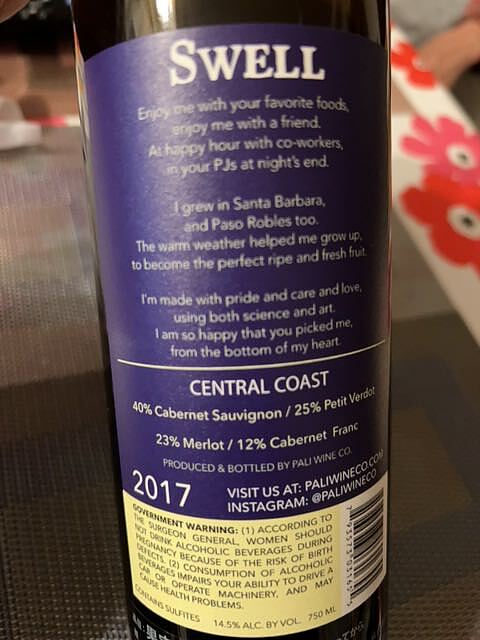 SWELL
Enjoy me with your favorite foods,
enjoy me with a friend.
At happy hour with co-workers,
in your PJs at night's end.
I grew in Santa Barbara,
and Paso Robles too.
The warm weather helped me grow up,
to become the perfect ripe and fresh fruit.
I'm made with pride and care and love,
using both science and art.
I am so happy that you picked me,
from the bottom of my heart.
CENTRAL COAST
40% Cabernet Sauvignon / 25% Petit Verdot
23% Merlot / 12% Cabernet Franc
PRODUCED & BOTTLED BY PALI WINE CO.
2017
VISIT US AT: PALIWINECO.COM
INSTAGRAM: @PALIWINECO
GOVERNMENT WARNING: (1) ACCORDING TO
THE SURGEON GENERAL, WOMEN SHOULD
NOT DRINK ALCOHOLIC BEVERAGES DURING
PREGNANCY BECAUSE OF THE RISK OF BIRTH
DEFECTS. (2) CONSUMPTION OF ALCOHOLIC
BEVERAGES IMPAIRS YOUR ABILITY TO DRIVE A
CAR OR OPERATE MACHINERY, AND MAY
CAUSE HEALTH PROBLEMS.
CONTAINS SULFITES 14.5% ALC. BY VOL. 750 ML